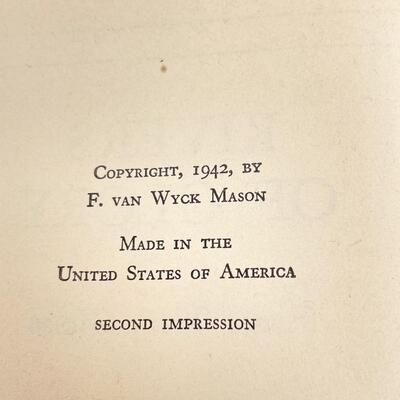 Copyright, 1942, by
F. van Wyck Mason
Made in the
United States of America
SECOND IMPRESSION